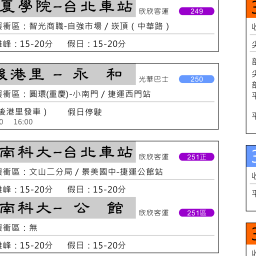 夏學院-台北車站 欣欣客運 249
衝區：智光商職-自強市場／崁頂（中華路）
峰：15-20分 假日：15-20分
港里 - 永 和 光華巴士 250
衝區：圓環(重慶)-小南門／捷運西門站
後港里發車） 假日停駛
0 16:00
南科大-台北車站 欣欣客運 251正
衝區：文山二分局／景美國中-捷運公館站
峰：15-20分 假日：15-20分
南科大- 公 館 欣欣客運 251區
衝區：無
峰：15-20分 假日：15-20分